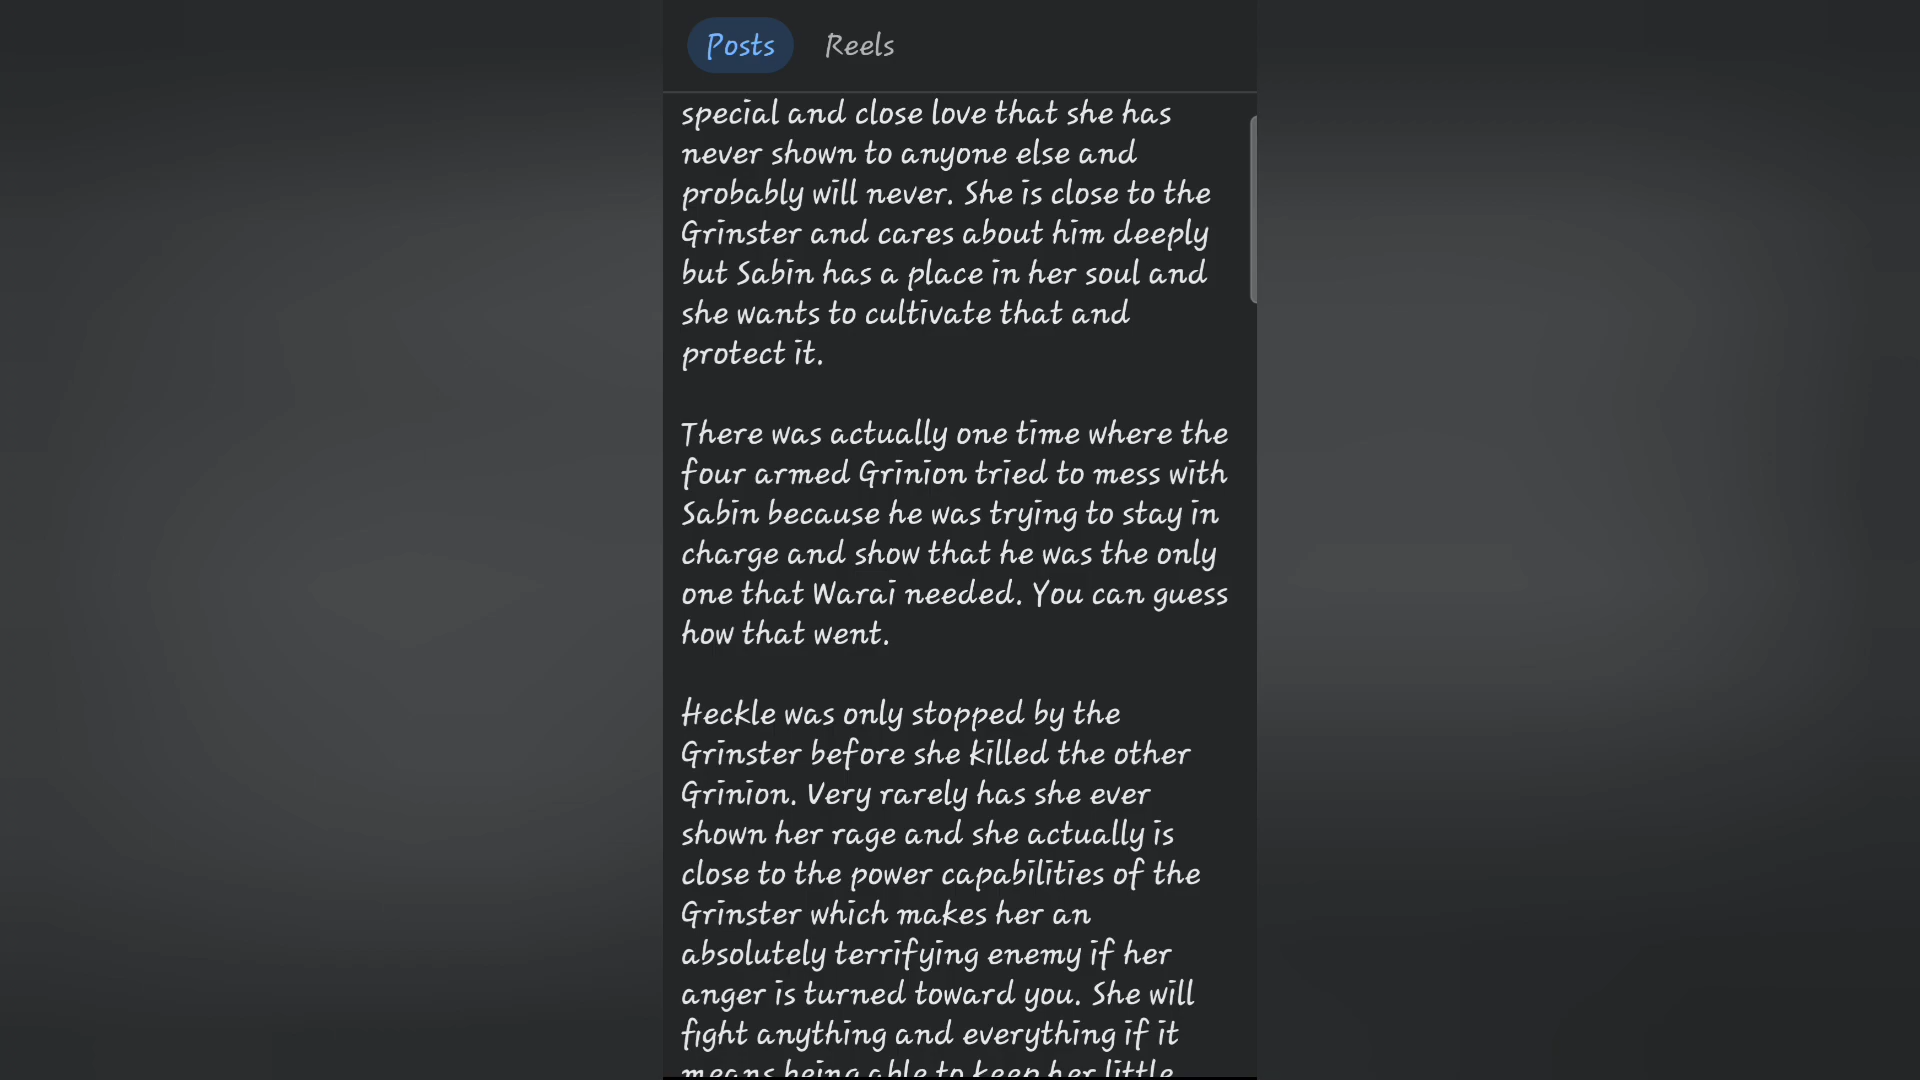 Posts Reels
special and close love that she has
never shown to anyone else and
probably will never. She is close to the
Grinster and cares about him deeply
but Sabin has a place in her soul and
she wants to cultivate that and
protect it.
There was actually one time where the
four armed Grinion tried to mess with
Sabin because he was trying to stay in
charge and show that he was the only
one that Warai needed. You can guess
how that went.
Heckle was only stopped by the
Grinster before she killed the other
Grinion. Very rarely has she ever
shown her rage and she actually is
close to the power capabilities of the
Grinster which makes her an
absolutely terrifying enemy if her
anger is turned toward you. She will
fight anything and everything if it
means being able to keep her little